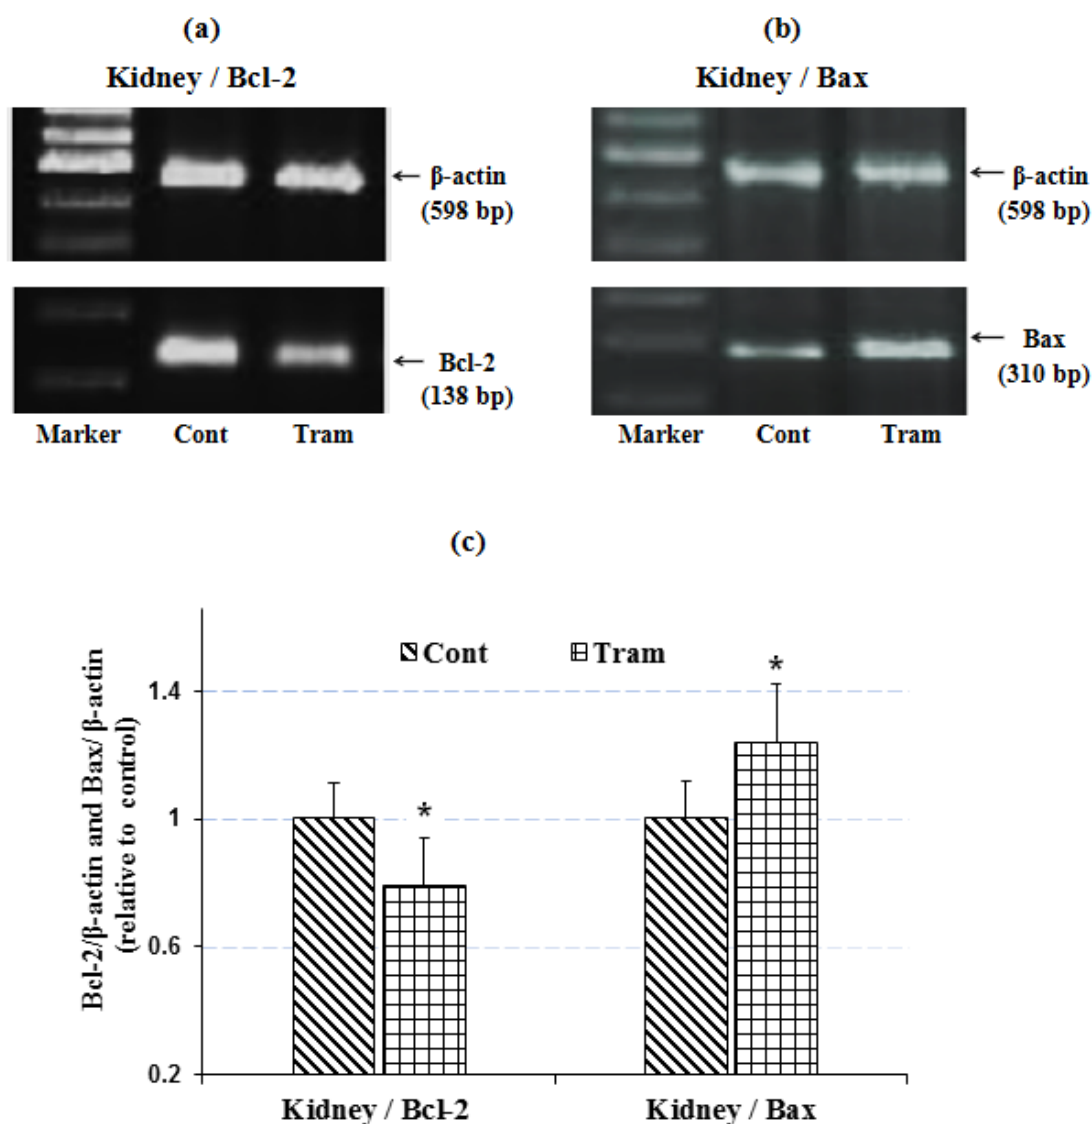 (a)
Kidney / Bcl-2
← β-actin
(598 bp)
← Bcl-2
(138 bp)
Marker Cont Tram
(b)
Kidney / Bax
← β-actin
(598 bp)
← Bax
(310 bp)
Marker Cont Tram
(c)
Bcl-2/β-actin and Bax/ β-actin
(relative to control)
Cont Tram
*
*
1.4
1
0.6
0.2
Kidney / Bcl-2 Kidney / Bax